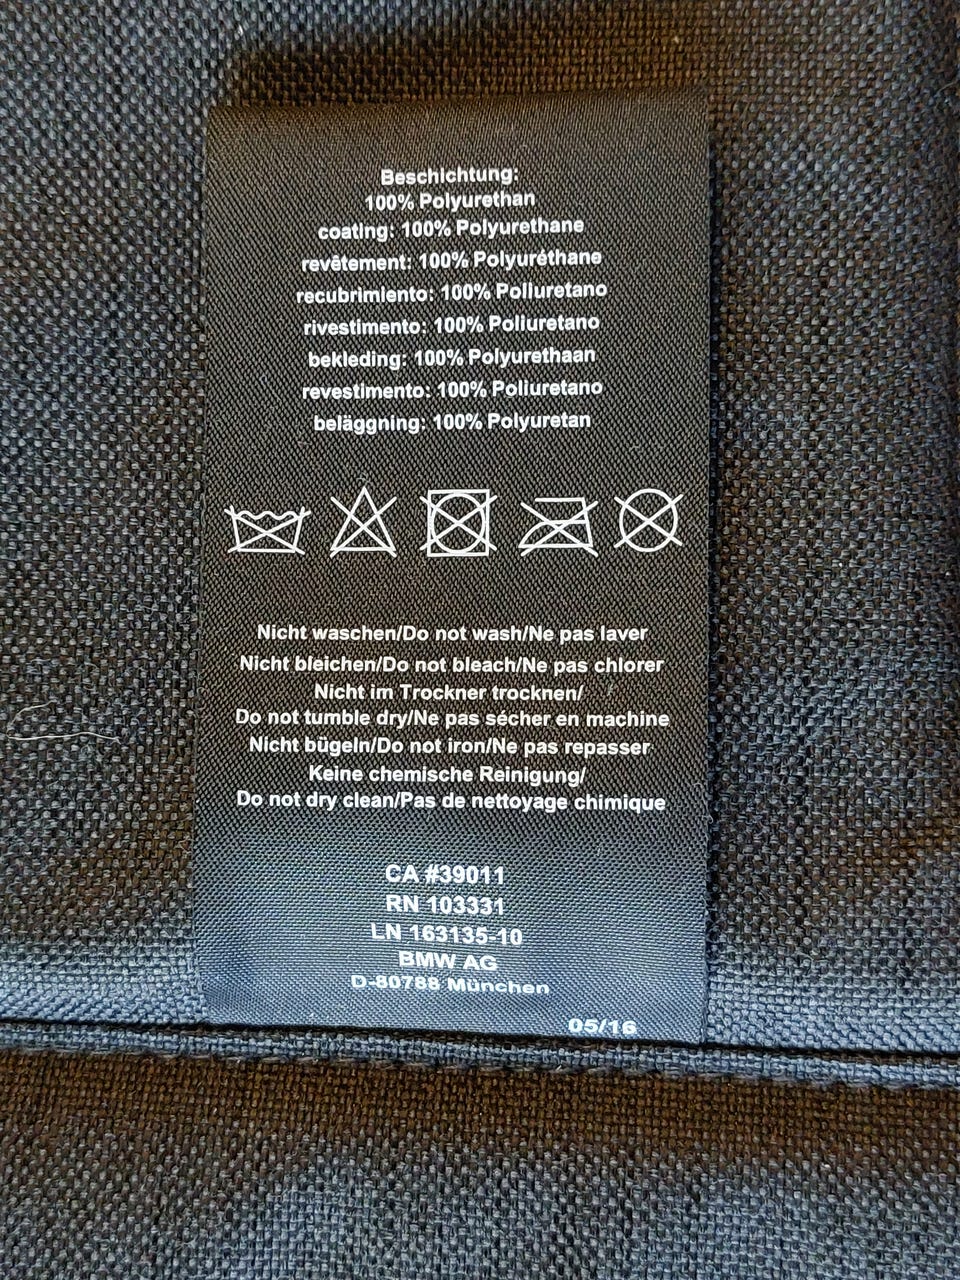 Beschichtung:
100% Polyurethan
coating: 100% Polyurethane
revêtement: 100% Polyuréthane
recubrimiento: 100% Poliuretano
rivestimento: 100% Poliuretano
bekleding: 100% Polyurethaan
revestimento: 100% Poliuretano
beläggning: 100% Polyuretan
Nicht waschen/Do not wash/Ne pas laver
Nicht bleichen/Do not bleach/Ne pas chlorer
Nicht im Trockner trocknen/
Do not tumble dry/Ne pas sécher en machine
Nicht bügeln/Do not iron/Ne pas repasser
Keine chemische Reinigung/
Do not dry clean/Pas de nettoyage chimique
CA #39011
RN 103331
LN 163135-10
BMW AG
D-80788 München
05/16